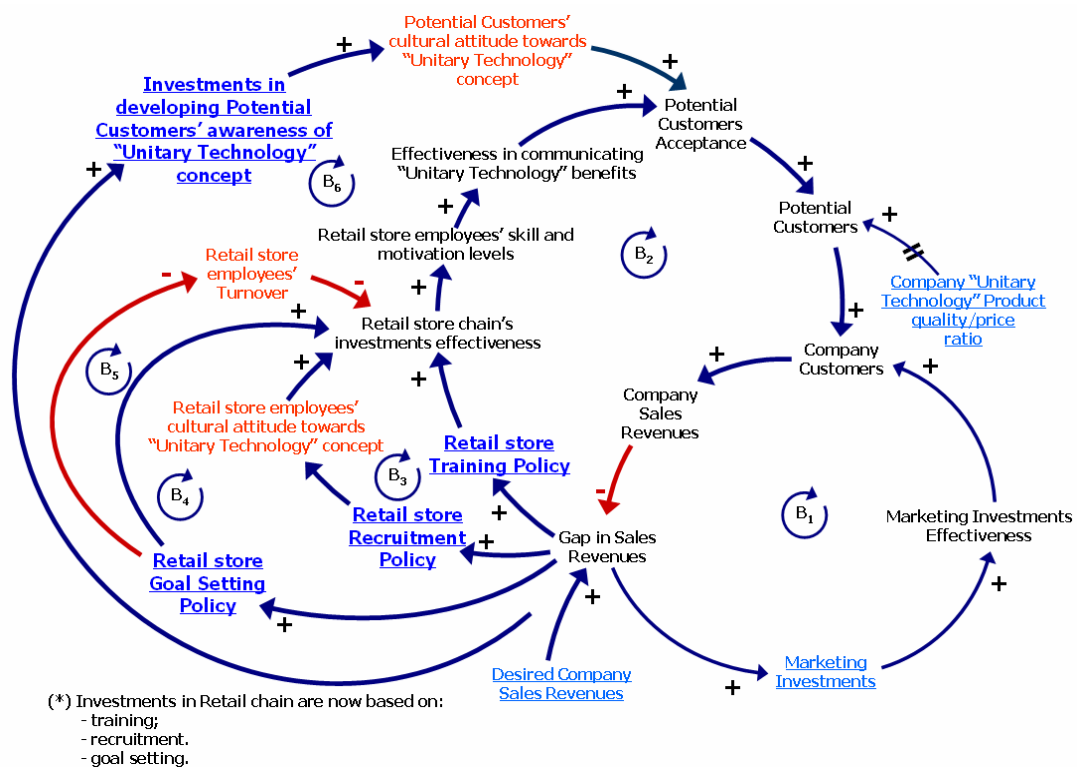 Potential Customers'
cultural attitude towards
"Unitary Technology"
concept
+
+
Investments in
developing Potential
Customers' awareness of
"Unitary Technology"
concept
+
+
Potential
Customers
Acceptance
Effectiveness in communicating
"Unitary Technology" benefits
B6
+
+
Potential
Customers
+
Retail store employees' skill and
motivation levels
B2
Retail store
employees'
Turnover
-
-
+
Company "Unitary
Technology" Product
quality/price
ratio
+
+
Retail store chain's
investments effectiveness
Company
Customers
+
+
B5
+
+
Retail store employees'
cultural attitude towards
"Unitary Technology" concept
Company
Sales
Revenues
Retail store
Training Policy
B3
B4
-
+
Retail store
Recruitment
Policy
+
Gap in Sales
Revenues
B1
Marketing Investments
Effectiveness
Retail store
Goal Setting
Policy
+
+
+
Desired Company
Sales Revenues
+
Marketing
Investments
(*) Investments in Retail chain are now based on:
- training;
- recruitment.
- goal setting.